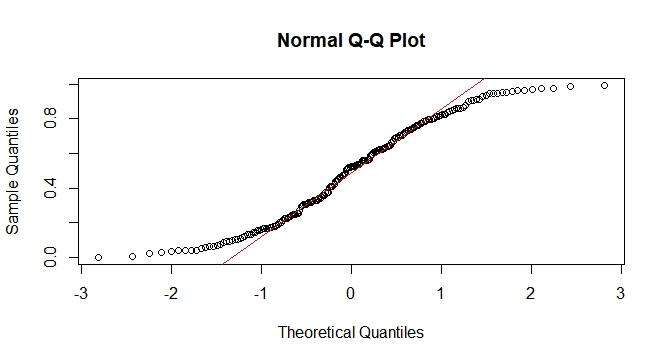 Normal Q-Q Plot
Sample Quantiles
0.8
0.4
0.0
-3 -2 -1 0 1 2 3
Theoretical Quantiles